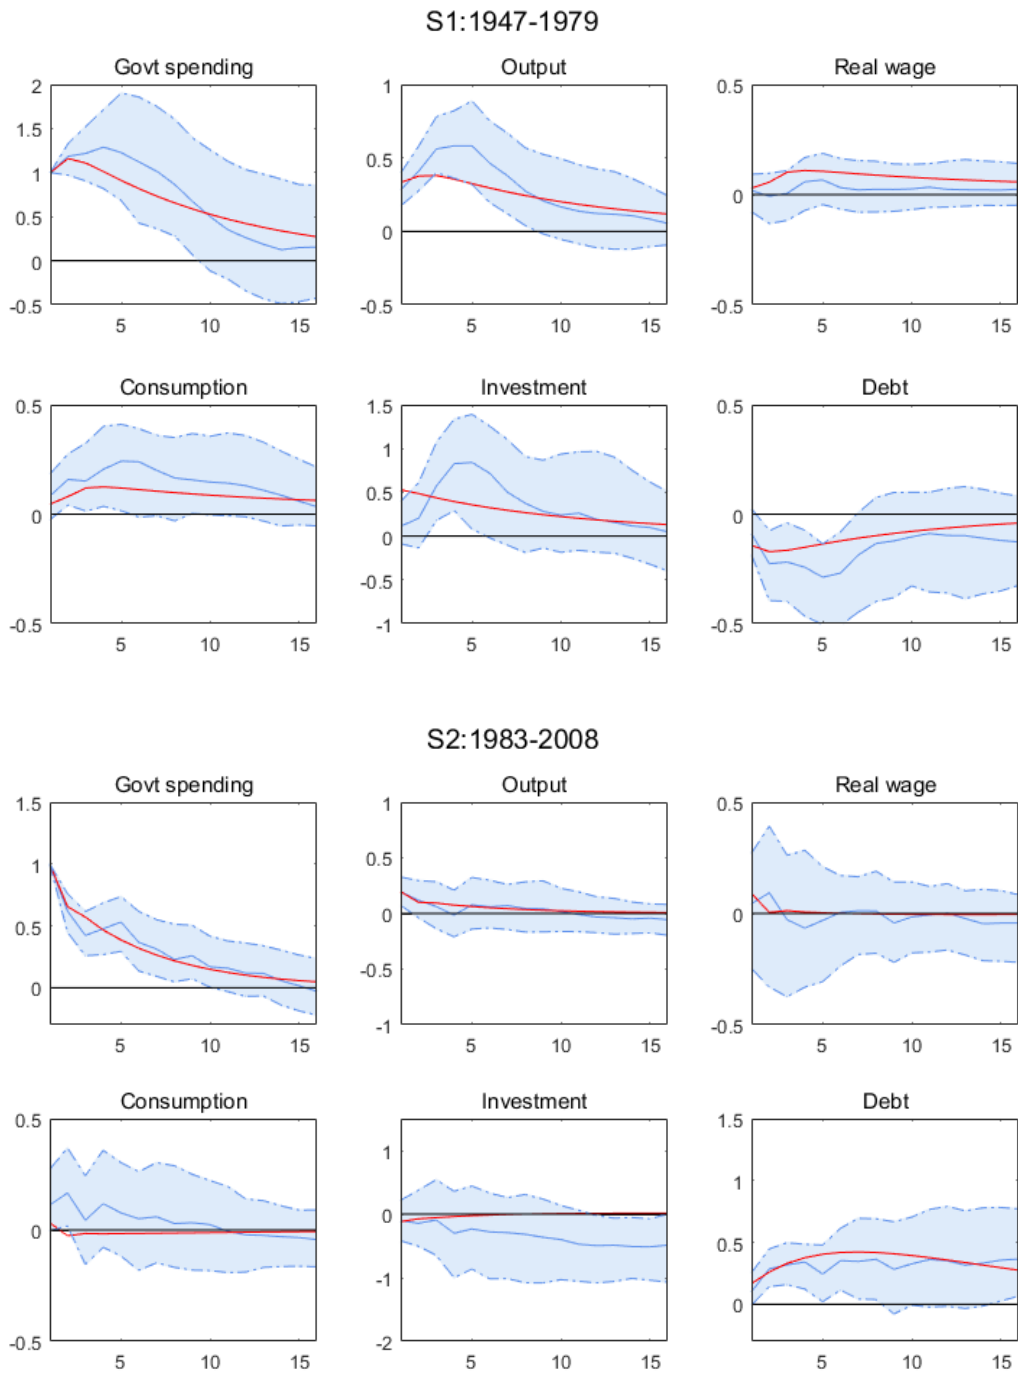 S1:1947-1979
Govt spending Output Real wage
2 1 0.5
1.5
1 0.5
0.5 0 0
0
-0.5 -0.5 -0.5
5 10 15 5 10 15 5 10 15
Consumption Investment Debt
0.5 1.5 0.5
1
0.5
0 0 0
-0.5
-0.5 -1 -0.5
5 10 15 5 10 15 5 10 15
S2:1983-2008
Govt spending Output Real wage
1.5 1 0.5
1 0.5
0.5 0 0
0 -0.5
-1 -0.5
5 10 15 5 10 15 5 10 15
Consumption Investment Debt
0.5 1.5
1 1
0 0 0.5
-1 0
-0.5 -2
5 10 15 5 10 15 5 10 15